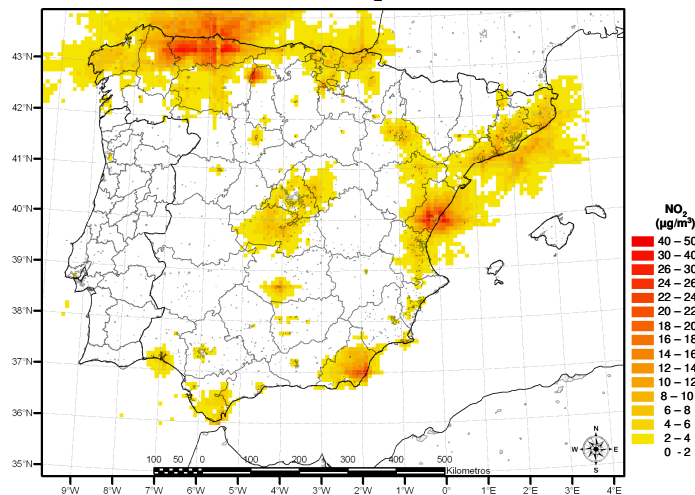 43°N
42°N
41°N
40°N
39°N
38°N
37°N
36°N
35°N
9°W 8°W 7°W 6°W 5°W 4°W 3°W 2°W 1°W 0° 1°E 2°E 3°E 4°E
100 50 0 100 200 300 400 500
Kilometros
N
W E
S
NO₂
(µg/m³)
40 – 50
30 – 40
26 – 30
24 – 26
22 – 24
20 – 22
18 – 20
16 – 18
14 – 16
12 – 14
10 – 12
8 – 10
6 – 8
4 – 6
2 – 4
0 - 2